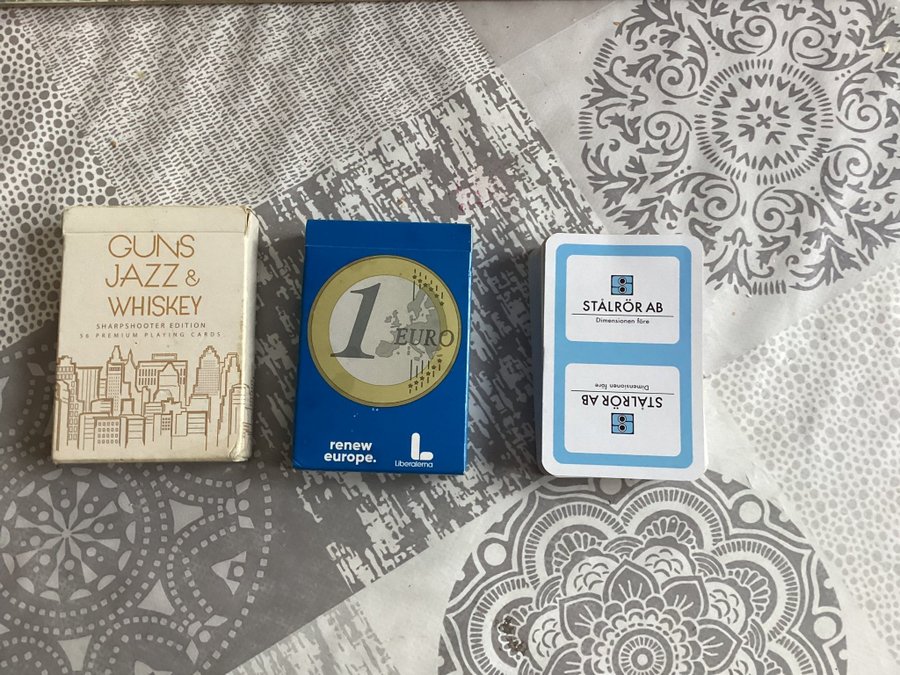 GUNS
JAZZ &
WHISKEY
SHARPSHOOTER EDITION
56 PREMIUM PLAYING CARDS
1
EURO
renew
europe.
L
Liberalerna
S
STÅLRÖR AB
Dimensionen före
S
STÅLRÖR AB
Dimensionen före